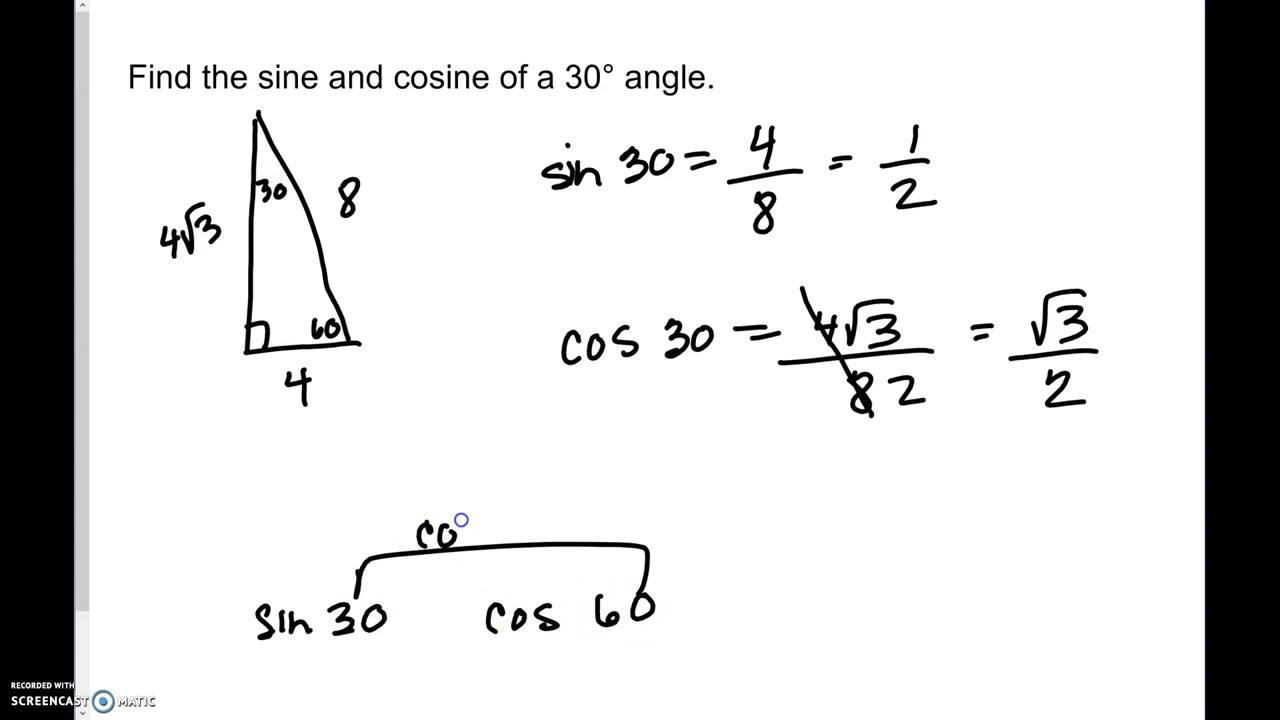 Find the sine and cosine of a 30° angle.
30
8
4√3
60
4
sin 30 = 4/8 = 1/2
cos 30 = 4√3/8 2 = √3/2
co
sin 30 cos 60
RECORDED WITH
SCREENCAST MATIC